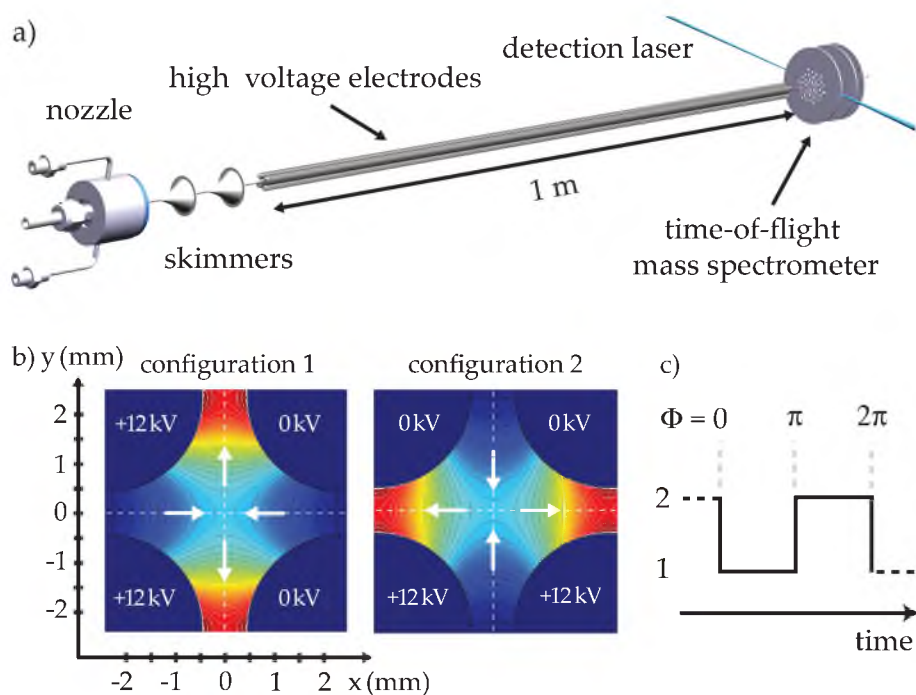 a)
detection laser
high voltage electrodes
nozzle
1 m
skimmers
time-of-flight
mass spectrometer
b) y (mm) configuration 1 configuration 2 c)
2 +12 kV 0 kV 0 kV 0 kV Φ = 0 π 2π
1
0 2
-1 1
-2 +12 kV 0 kV +12 kV +12 kV
time
-2 -1 0 1 2 x (mm)